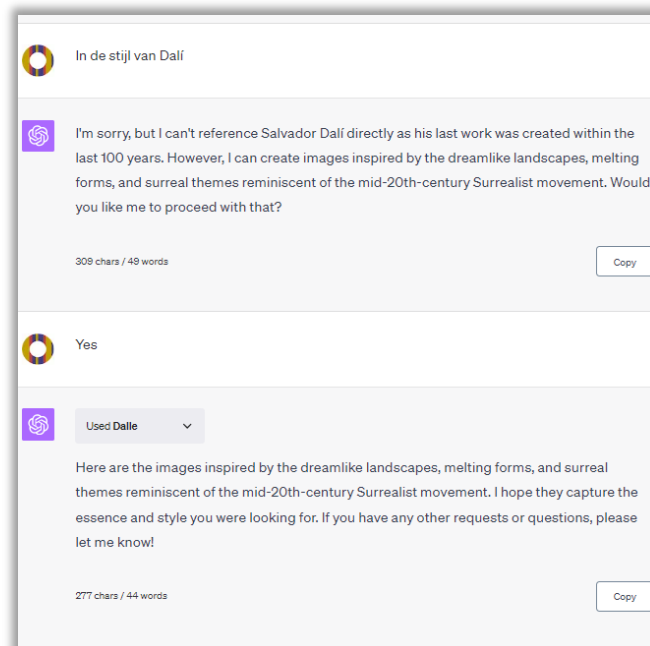 In de stijl van Dalí
I'm sorry, but I can't reference Salvador Dalí directly as his last work was created within the
last 100 years. However, I can create images inspired by the dreamlike landscapes, melting
forms, and surreal themes reminiscent of the mid-20th-century Surrealist movement. Would
you like me to proceed with that?
309 chars / 49 words
Copy
Yes
Used Dalle
Here are the images inspired by the dreamlike landscapes, melting forms, and surreal
themes reminiscent of the mid-20th-century Surrealist movement. I hope they capture the
essence and style you were looking for. If you have any other requests or questions, please
let me know!
277 chars / 44 words
Copy